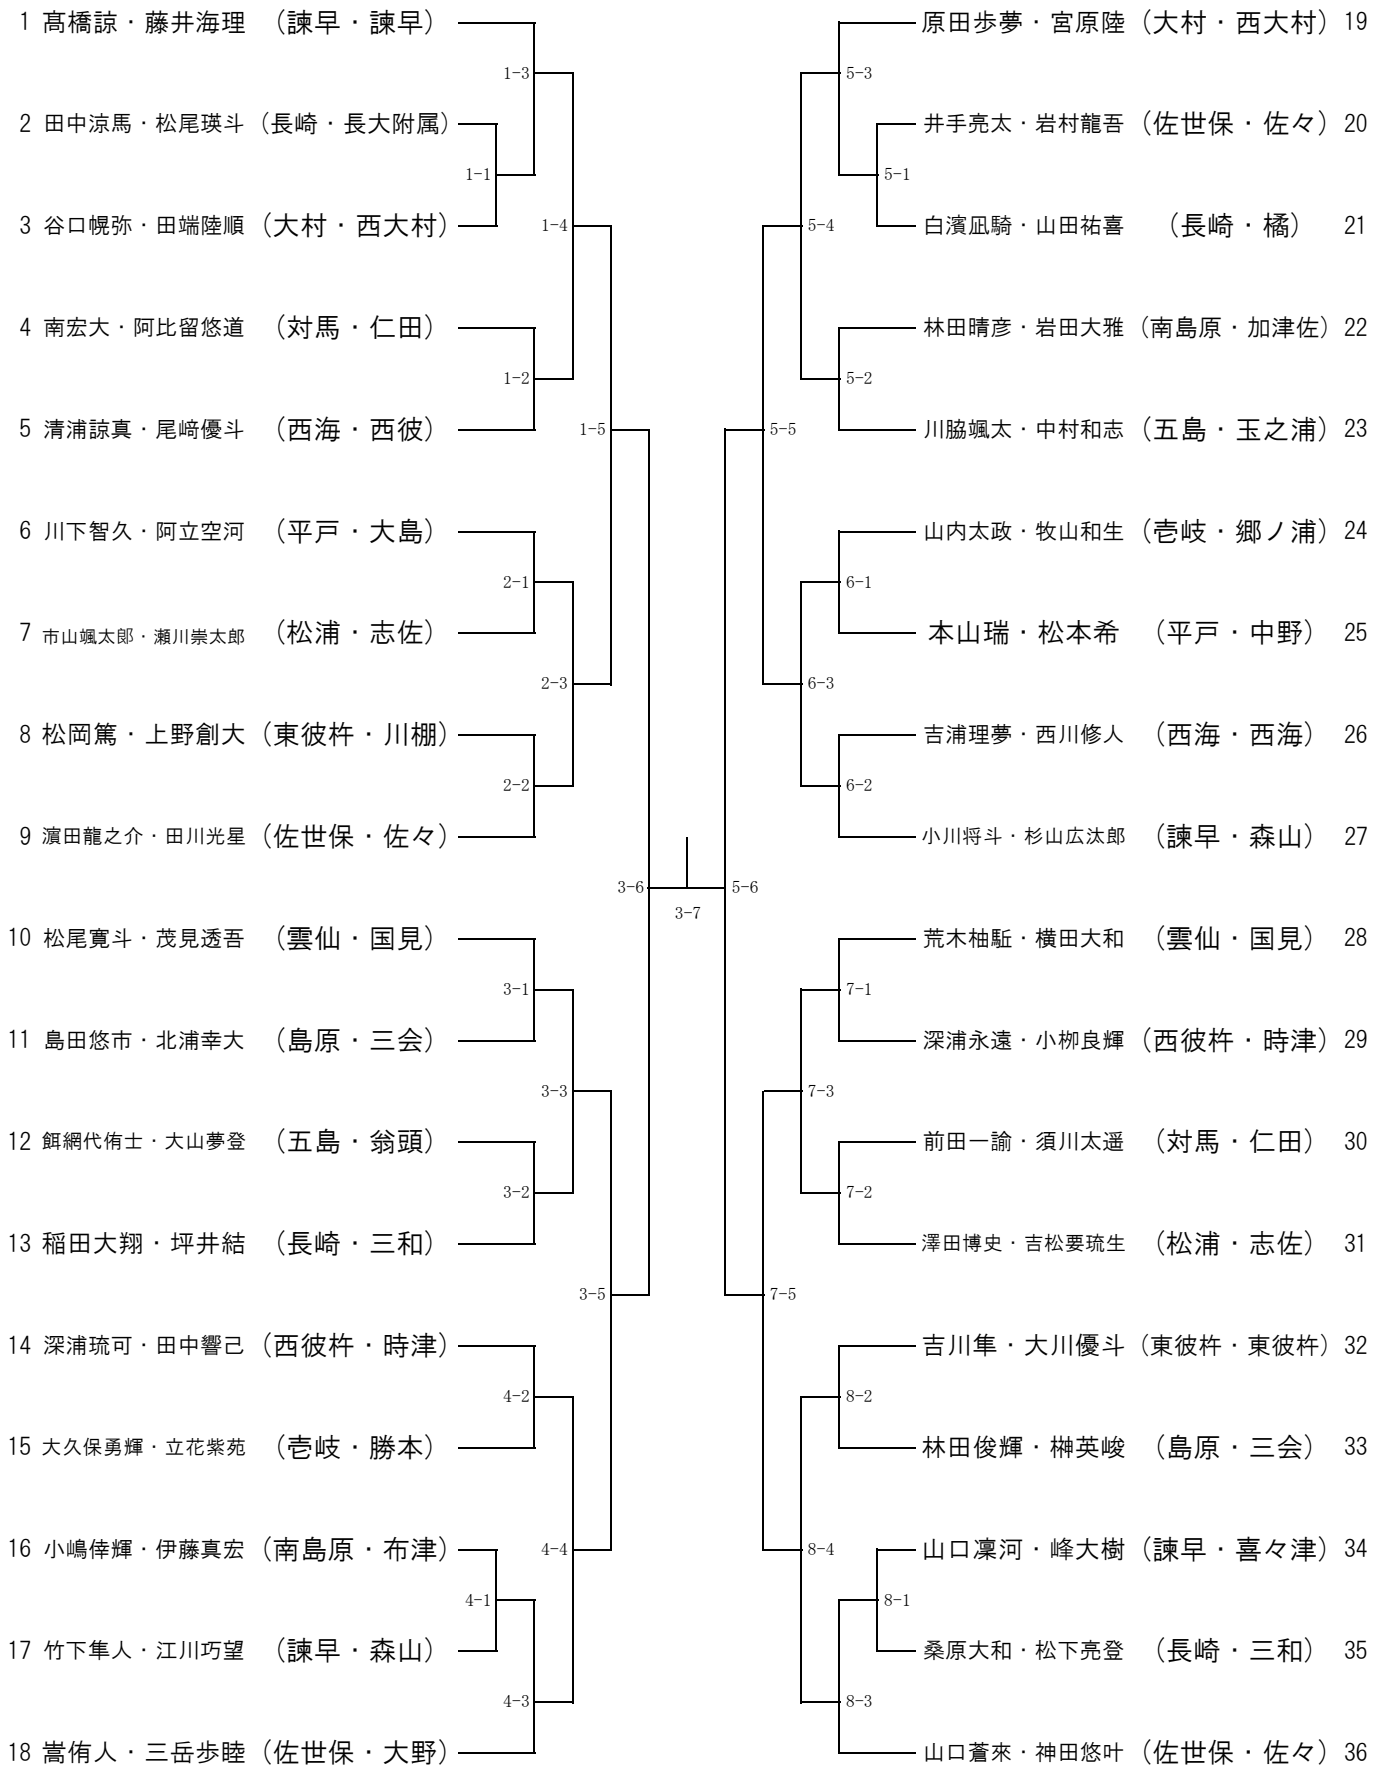 1 髙橋諒・藤井海理 （諫早・諫早）
1-3
2 田中涼馬・松尾瑛斗 （長崎・長大附属）
1-1
3 谷口幌弥・田端陸順 （大村・西大村）
1-4
4 南宏大・阿比留悠道 （対馬・仁田）
1-2
5 清浦諒真・尾﨑優斗 （西海・西彼）
1-5
6 川下智久・阿立空河 （平戸・大島）
2-1
7 市山颯太郎・瀬川崇太郎 （松浦・志佐）
2-3
8 松岡篤・上野創大 （東彼杵・川棚）
2-2
9 濵田龍之介・田川光星 （佐世保・佐々）
3-6
10 松尾寛斗・茂見透吾 （雲仙・国見）
3-1
11 島田悠市・北浦幸大 （島原・三会）
3-3
12 餌網代侑士・大山夢登 （五島・翁頭）
3-2
13 稲田大翔・坪井結 （長崎・三和）
3-5
14 深浦琉可・田中響己 （西彼杵・時津）
4-2
15 大久保勇輝・立花紫苑 （壱岐・勝本）
16 小嶋倖輝・伊藤真宏 （南島原・布津）
4-4
4-1
17 竹下隼人・江川巧望 （諫早・森山）
4-3
18 嵩侑人・三岳歩睦 （佐世保・大野）
3-7
原田歩夢・宮原陸 （大村・西大村） 19
5-3
井手亮太・岩村龍吾 （佐世保・佐々） 20
5-1
白濱凪騎・山田祐喜 （長崎・橘） 21
5-4
林田晴彦・岩田大雅 （南島原・加津佐） 22
5-2
川脇颯太・中村和志 （五島・玉之浦） 23
5-5
山内太政・牧山和生 （壱岐・郷ノ浦） 24
6-1
本山瑞・松本希 （平戸・中野） 25
6-3
吉浦理夢・西川修人 （西海・西海） 26
6-2
小川将斗・杉山広汰郎 （諫早・森山） 27
5-6
荒木柚駈・横田大和 （雲仙・国見） 28
7-1
深浦永遠・小栁良輝 （西彼杵・時津） 29
7-3
前田一諭・須川太遥 （対馬・仁田） 30
7-2
澤田博史・吉松要琉生 （松浦・志佐） 31
7-5
吉川隼・大川優斗 （東彼杵・東彼杵） 32
8-2
林田俊輝・榊英峻 （島原・三会） 33
山口凜河・峰大樹 （諫早・喜々津） 34
8-4
8-1
桑原大和・松下亮登 （長崎・三和） 35
8-3
山口蒼來・神田悠叶 （佐世保・佐々） 36